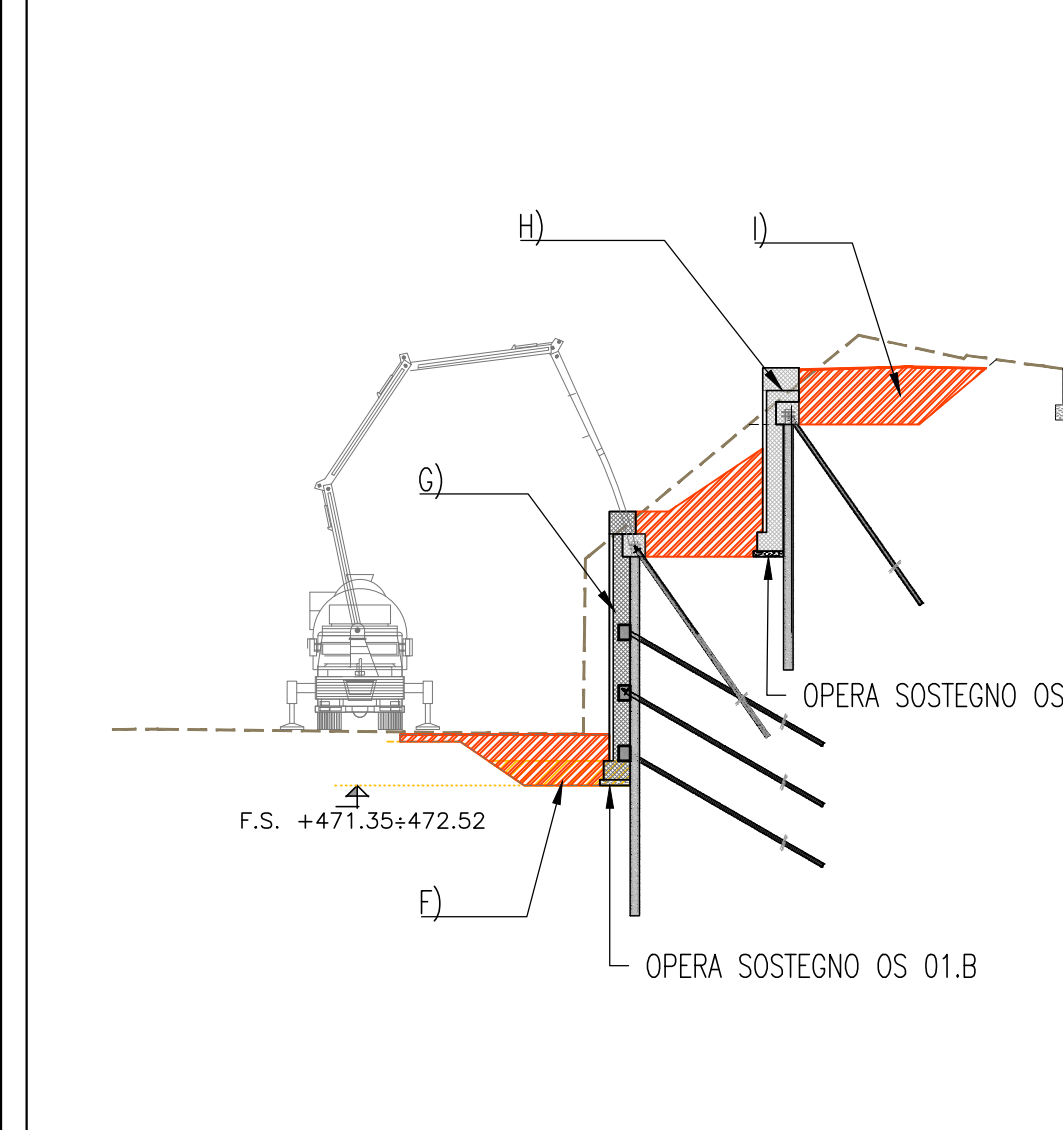 H)
I)
G)
OPERA SOSTEGNO OS
F.S. +471.35÷472.52
F)
OPERA SOSTEGNO OS 01.B